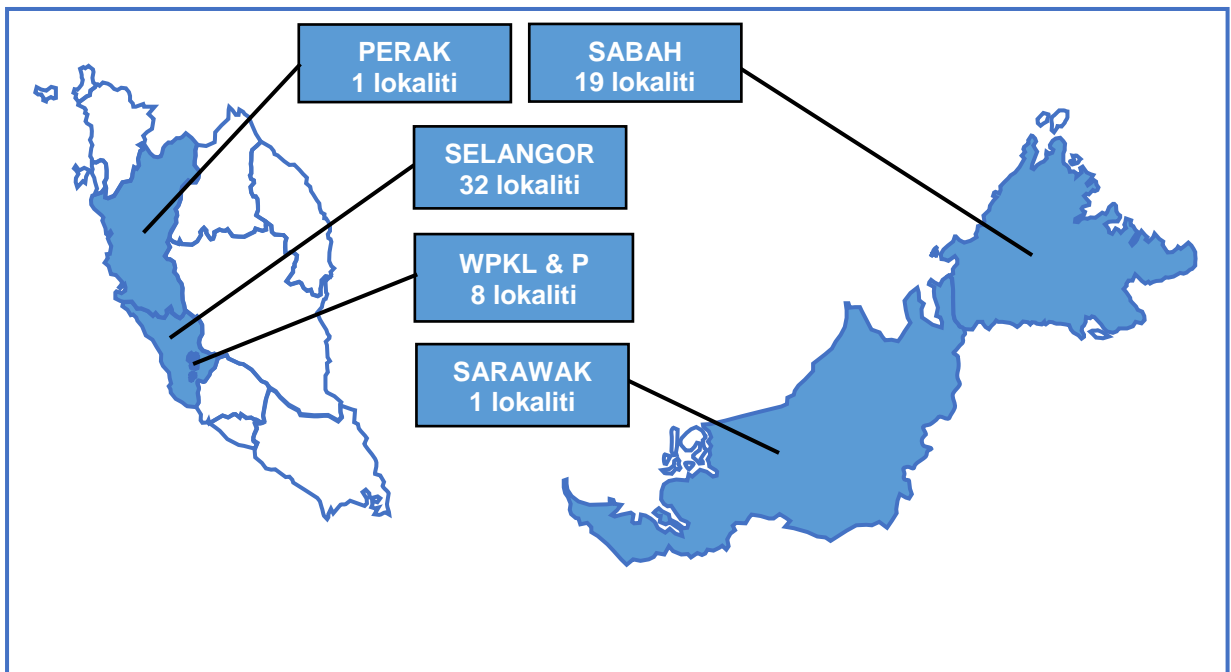 PERAK
1 lokaliti
SABAH
19 lokaliti
SELANGOR
32 lokaliti
WPKL & P
8 lokaliti
SARAWAK
1 lokaliti